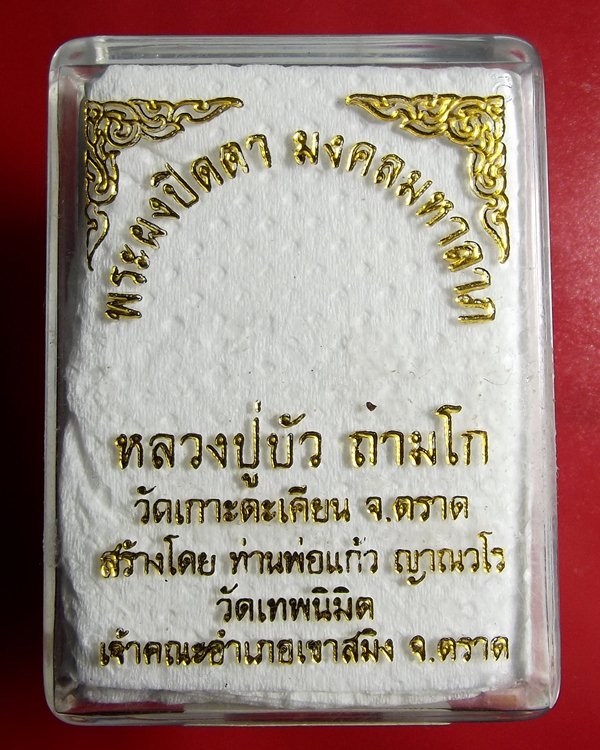 พระผงปิดตา มงคลมหาลาภ
หลวงปู่บัว ถามโก
วัดเกาะตะเคียน จ.ตราด
สร้างโดย ท่านพ่อแก้ว ญาณวโร
วัดเทพนิมิต
เจ้าคณะอำเภอเขาสมิง จ.ตราด